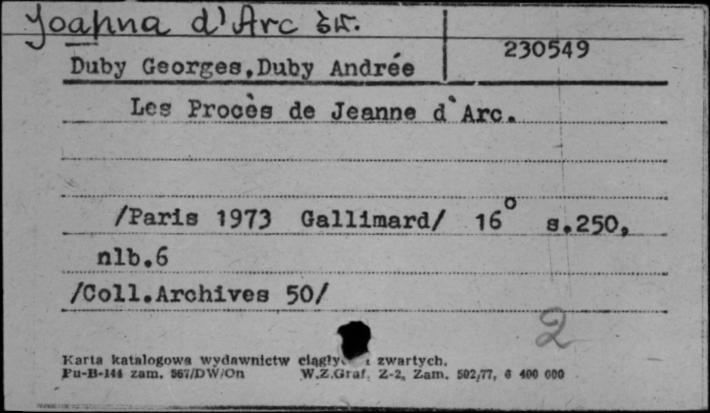 Joanna d'Arc św.
Duby Georges,Duby Andrée 230549
Les Procès de Jeanne d`Arc.
/Paris 1973 Gallimard/ 16° s.250,
nlb.6
/Coll.Archives 50/
2
Karta katalogowa wydawnictw zwartych.
Pu-B-144 zam. 567/DW/On W.Z.Graf. Z-2, Zam. 502/77, 6 400 000